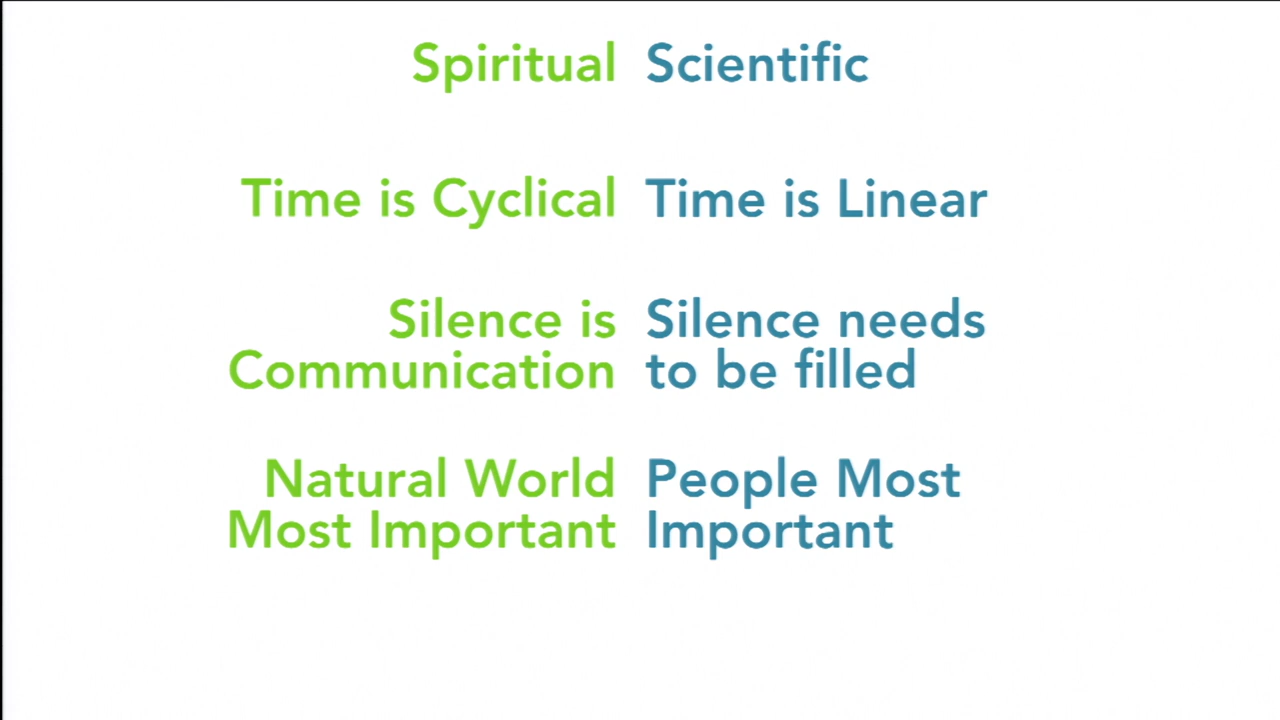 Spiritual Scientific
Time is Cyclical Time is Linear
Silence is
Communication
Silence needs
to be filled
Natural World
Most Important
People Most
Important